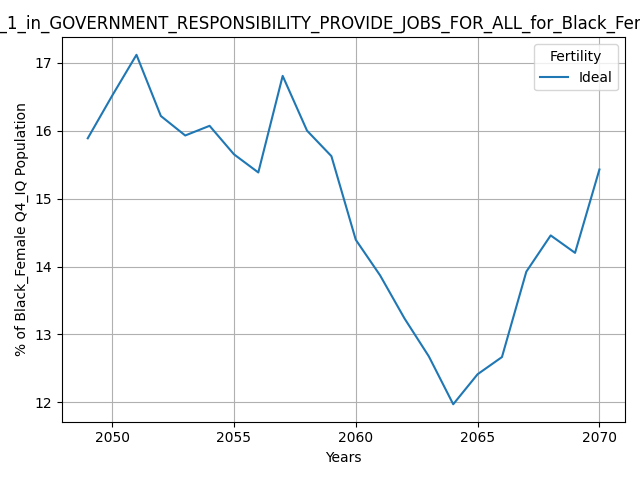 _1_in_GOVERNMENT_RESPONSIBILITY_PROVIDE_JOBS_FOR_ALL_for_Black_Fer
Fertility
Ideal
% of Black_Female Q4_IQ Population
17
16
15
14
13
12
2050 2055 2060 2065 2070
Years